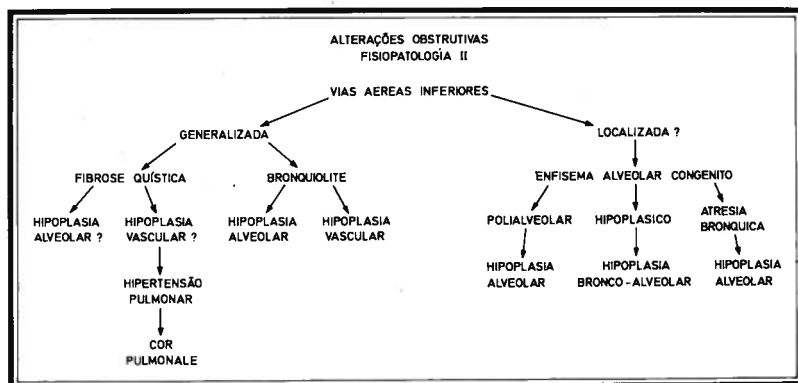 ALTERAÇÕES OBSTRUTIVAS
FISIOPATOLOGÍA II
VIAS AEREAS INFERIORES
GENERALIZADA
LOCALIZADA ?
FIBROSE QUÍSTICA
BRONQUIOLITE
ENFISEMA ALVEOLAR CONGENITO
HIPOPLASIA
ALVEOLAR ?
HIPOPLASIA
VASCULAR ?
HIPOPLASIA
ALVEOLAR
HIPOPLASIA
VASCULAR
POLIALVEOLAR
HIPOPLASICO
ATRESIA
BRONQUICA
HIPERTENSÃO
PULMONAR
HIPOPLASIA
ALVEOLAR
HIPOPLASIA
BRONCO-ALVEOLAR
HIPOPLASIA
ALVEOLAR
COR
PULMONALE